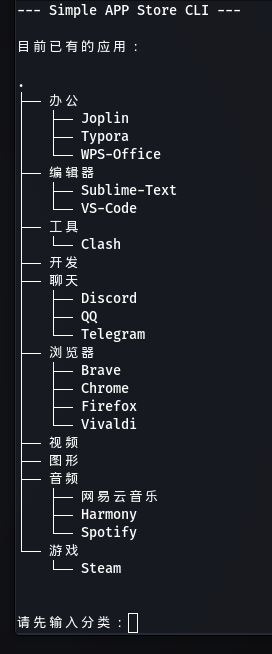 --- Simple APP Store CLI ---
目前已有的应用：
.
├── 办公
│   ├── Joplin
│   ├── Typora
│   └── WPS-Office
├── 编辑器
│   ├── Sublime-Text
│   └── VS-Code
├── 工具
│   └── Clash
├── 开发
├── 聊天
│   ├── Discord
│   ├── QQ
│   └── Telegram
├── 浏览器
│   ├── Brave
│   ├── Chrome
│   ├── Firefox
│   └── Vivaldi
├── 视频
├── 图形
├── 音频
│   ├── 网易云音乐
│   ├── Harmony
│   └── Spotify
└── 游戏
    └── Steam
请先输入分类：